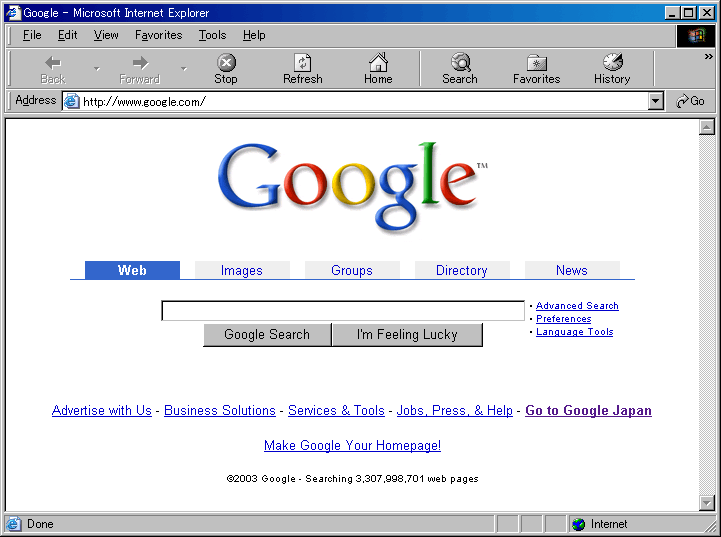 Google - Microsoft Internet Explorer
File Edit View Favorites Tools Help
Back Forward Stop Refresh Home Search Favorites History »
Address http://www.google.com/ Go
Google™
Web Images Groups Directory News
• Advanced Search
• Preferences
• Language Tools
Google Search I'm Feeling Lucky
Advertise with Us - Business Solutions - Services & Tools - Jobs, Press, & Help - Go to Google Japan
Make Google Your Homepage!
©2003 Google - Searching 3,307,998,701 web pages
Done Internet